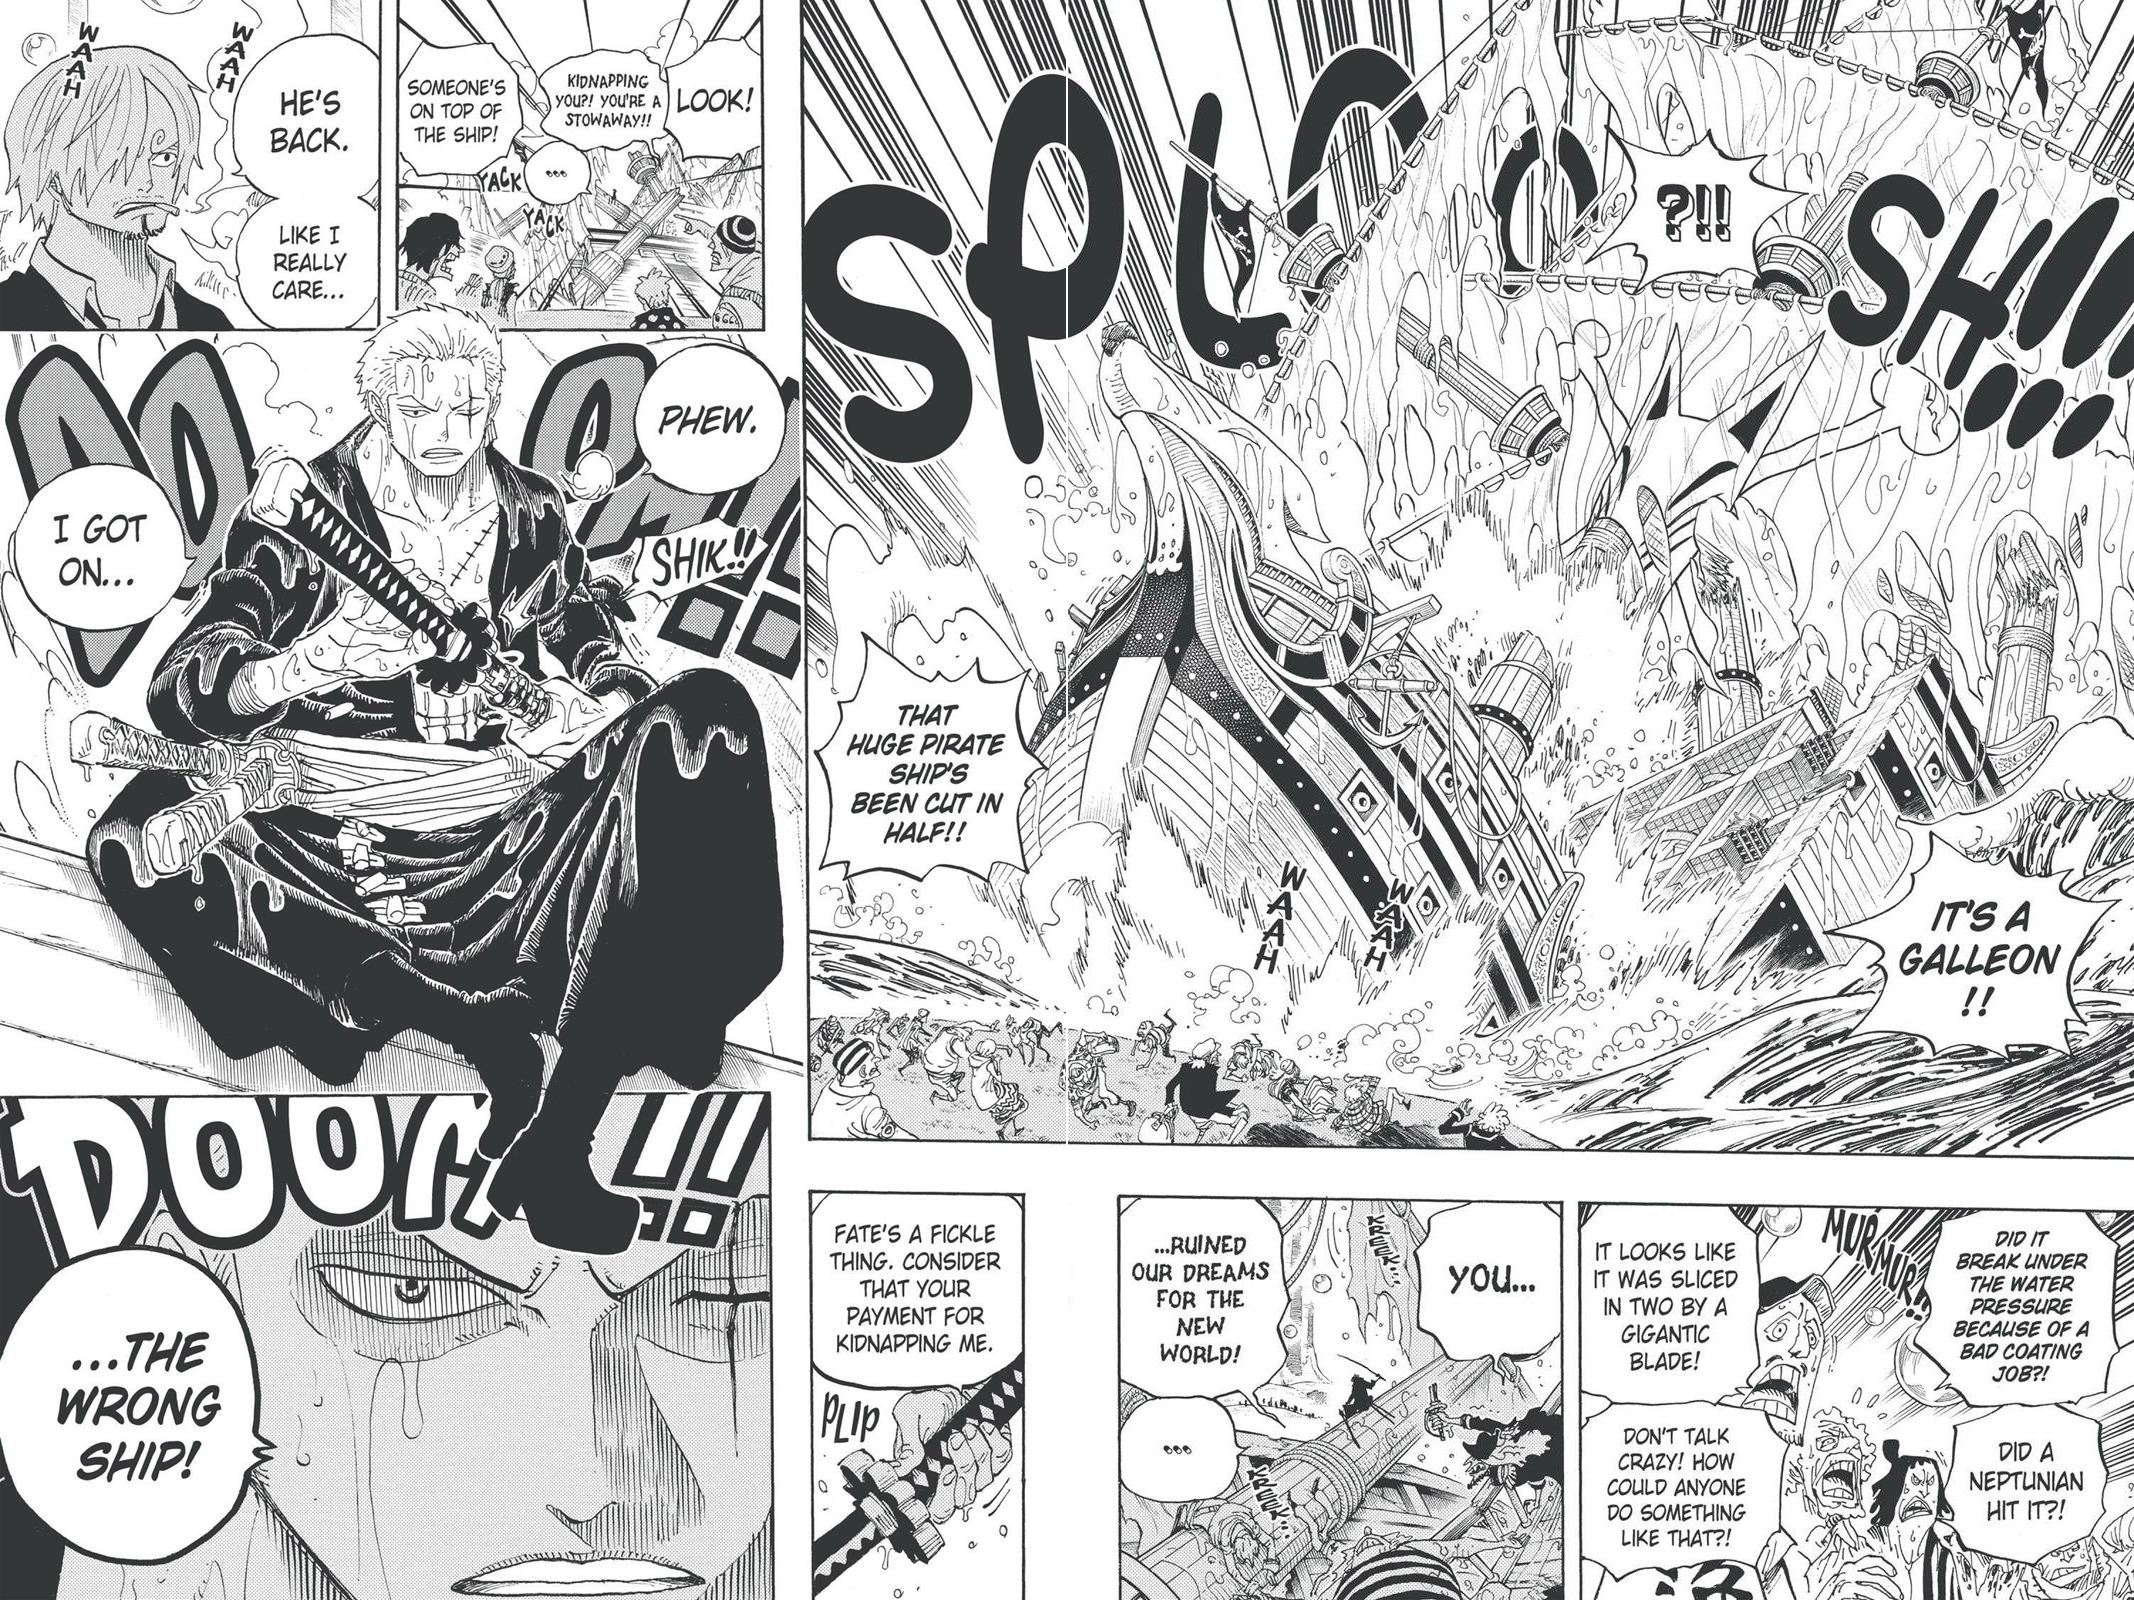 SPLOOSH!!!
?!!
THAT
HUGE PIRATE
SHIP'S
BEEN CUT IN
HALF!!
IT'S A
GALLEON
!!
WAAH
WAAH
DID IT
BREAK UNDER
THE WATER
PRESSURE
BECAUSE OF A
BAD COATING
JOB?!
MURMUR!!
IT LOOKS LIKE
IT WAS SLICED
IN TWO BY A
GIGANTIC
BLADE!
DID A
NEPTUNIAN
HIT IT?!
DON'T TALK
CRAZY! HOW
COULD ANYONE
DO SOMETHING
LIKE THAT?!
YOU...
KREEK...
...RUINED
OUR DREAMS
FOR THE
NEW
WORLD!
...
KREEK...
FATE'S A FICKLE
THING. CONSIDER
THAT YOUR
PAYMENT FOR
KIDNAPPING ME.
PLIP
LOOK!
KIDNAPPING
YOU?! YOU'RE A
STOWAWAY!!
SOMEONE'S
ON TOP OF
THE SHIP!
...
YACK
YACK
HE'S
BACK.
LIKE I
REALLY
CARE...
WAAH
WAAH
PHEW.
SHIK!!
I GOT
ON...
DOOM!!
...THE
WRONG
SHIP!